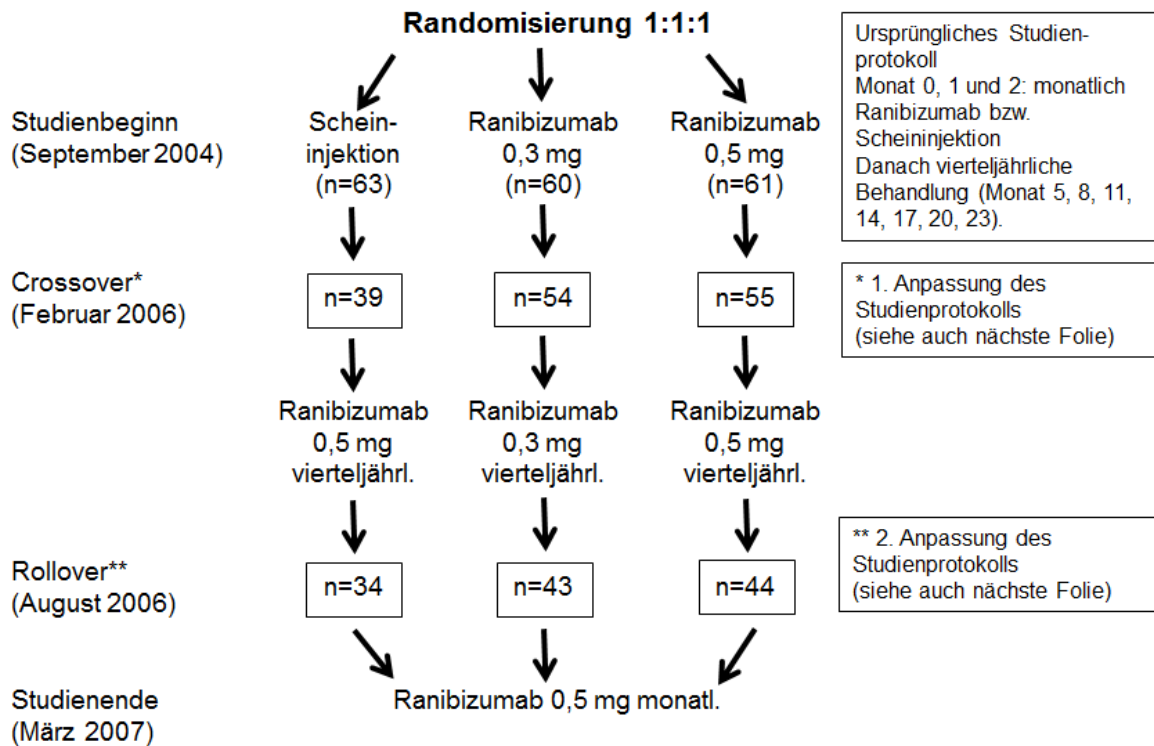 Randomisierung 1:1:1
Ursprüngliches Studien-
protokoll
Monat 0, 1 und 2: monatlich
Ranibizumab bzw.
Scheininjektion
Danach vierteljährliche
Behandlung (Monat 5, 8, 11,
14, 17, 20, 23).
Studienbeginn
(September 2004)
Schein-
injektion
(n=63)
Ranibizumab
0,3 mg
(n=60)
Ranibizumab
0,5 mg
(n=61)
Crossover*
(Februar 2006)
n=39
n=54
n=55
* 1. Anpassung des
Studienprotokolls
(siehe auch nächste Folie)
Ranibizumab
0,5 mg
vierteljährl.
Ranibizumab
0,3 mg
vierteljährl.
Ranibizumab
0,5 mg
vierteljährl.
Rollover**
(August 2006)
n=34
n=43
n=44
** 2. Anpassung des
Studienprotokolls
(siehe auch nächste Folie)
Studienende
(März 2007)
Ranibizumab 0,5 mg monatl.